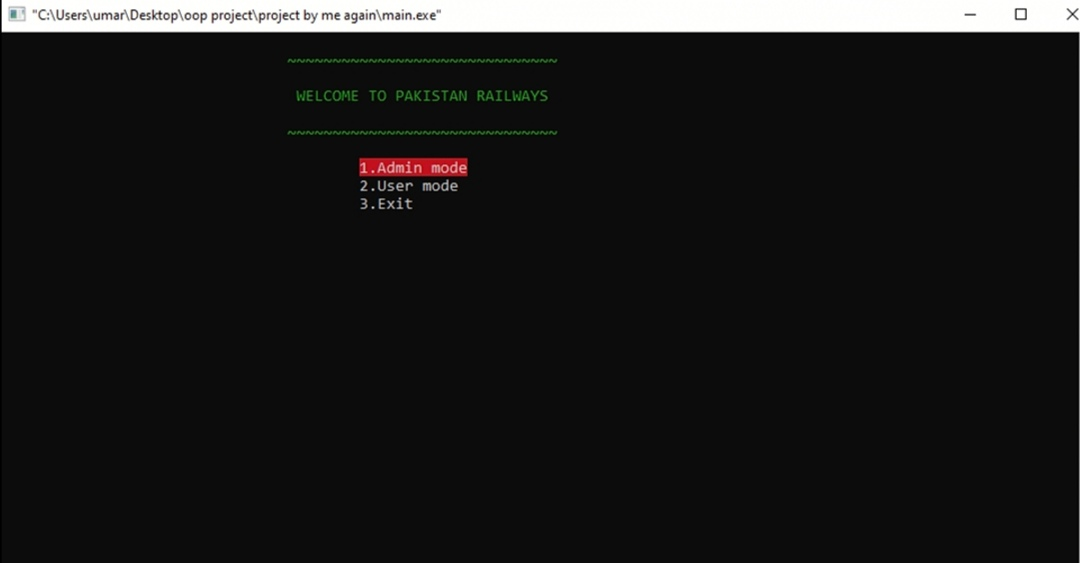 "C:\Users\umar\Desktop\oop project\project by me again\main.exe"
~~~~~~~~~~~~~~~~~~~~~~~~~~~~~~
WELCOME TO PAKISTAN RAILWAYS
~~~~~~~~~~~~~~~~~~~~~~~~~~~~~~
1.Admin mode
2.User mode
3.Exit